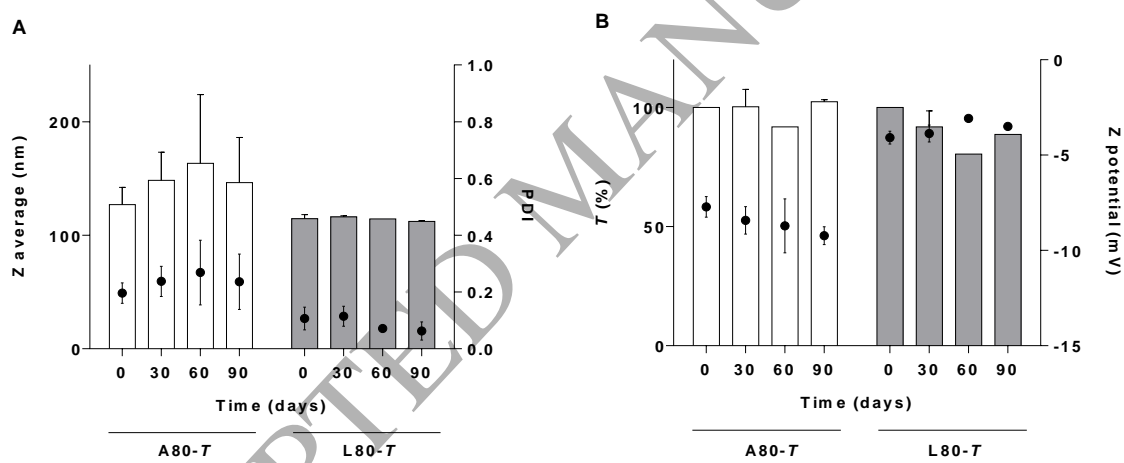 A
Z average (nm)
200
100
0
1.0
0.8
0.6
0.4
0.2
0.0
PDI
0 30 60 90 0 30 60 90
Time (days)
A80-T L80-T
B
T (%)
100
50
0
0
-5
-10
-15
Z potential (mV)
0 30 60 90 0 30 60 90
Time (days)
A80-T L80-T
PTED MANU